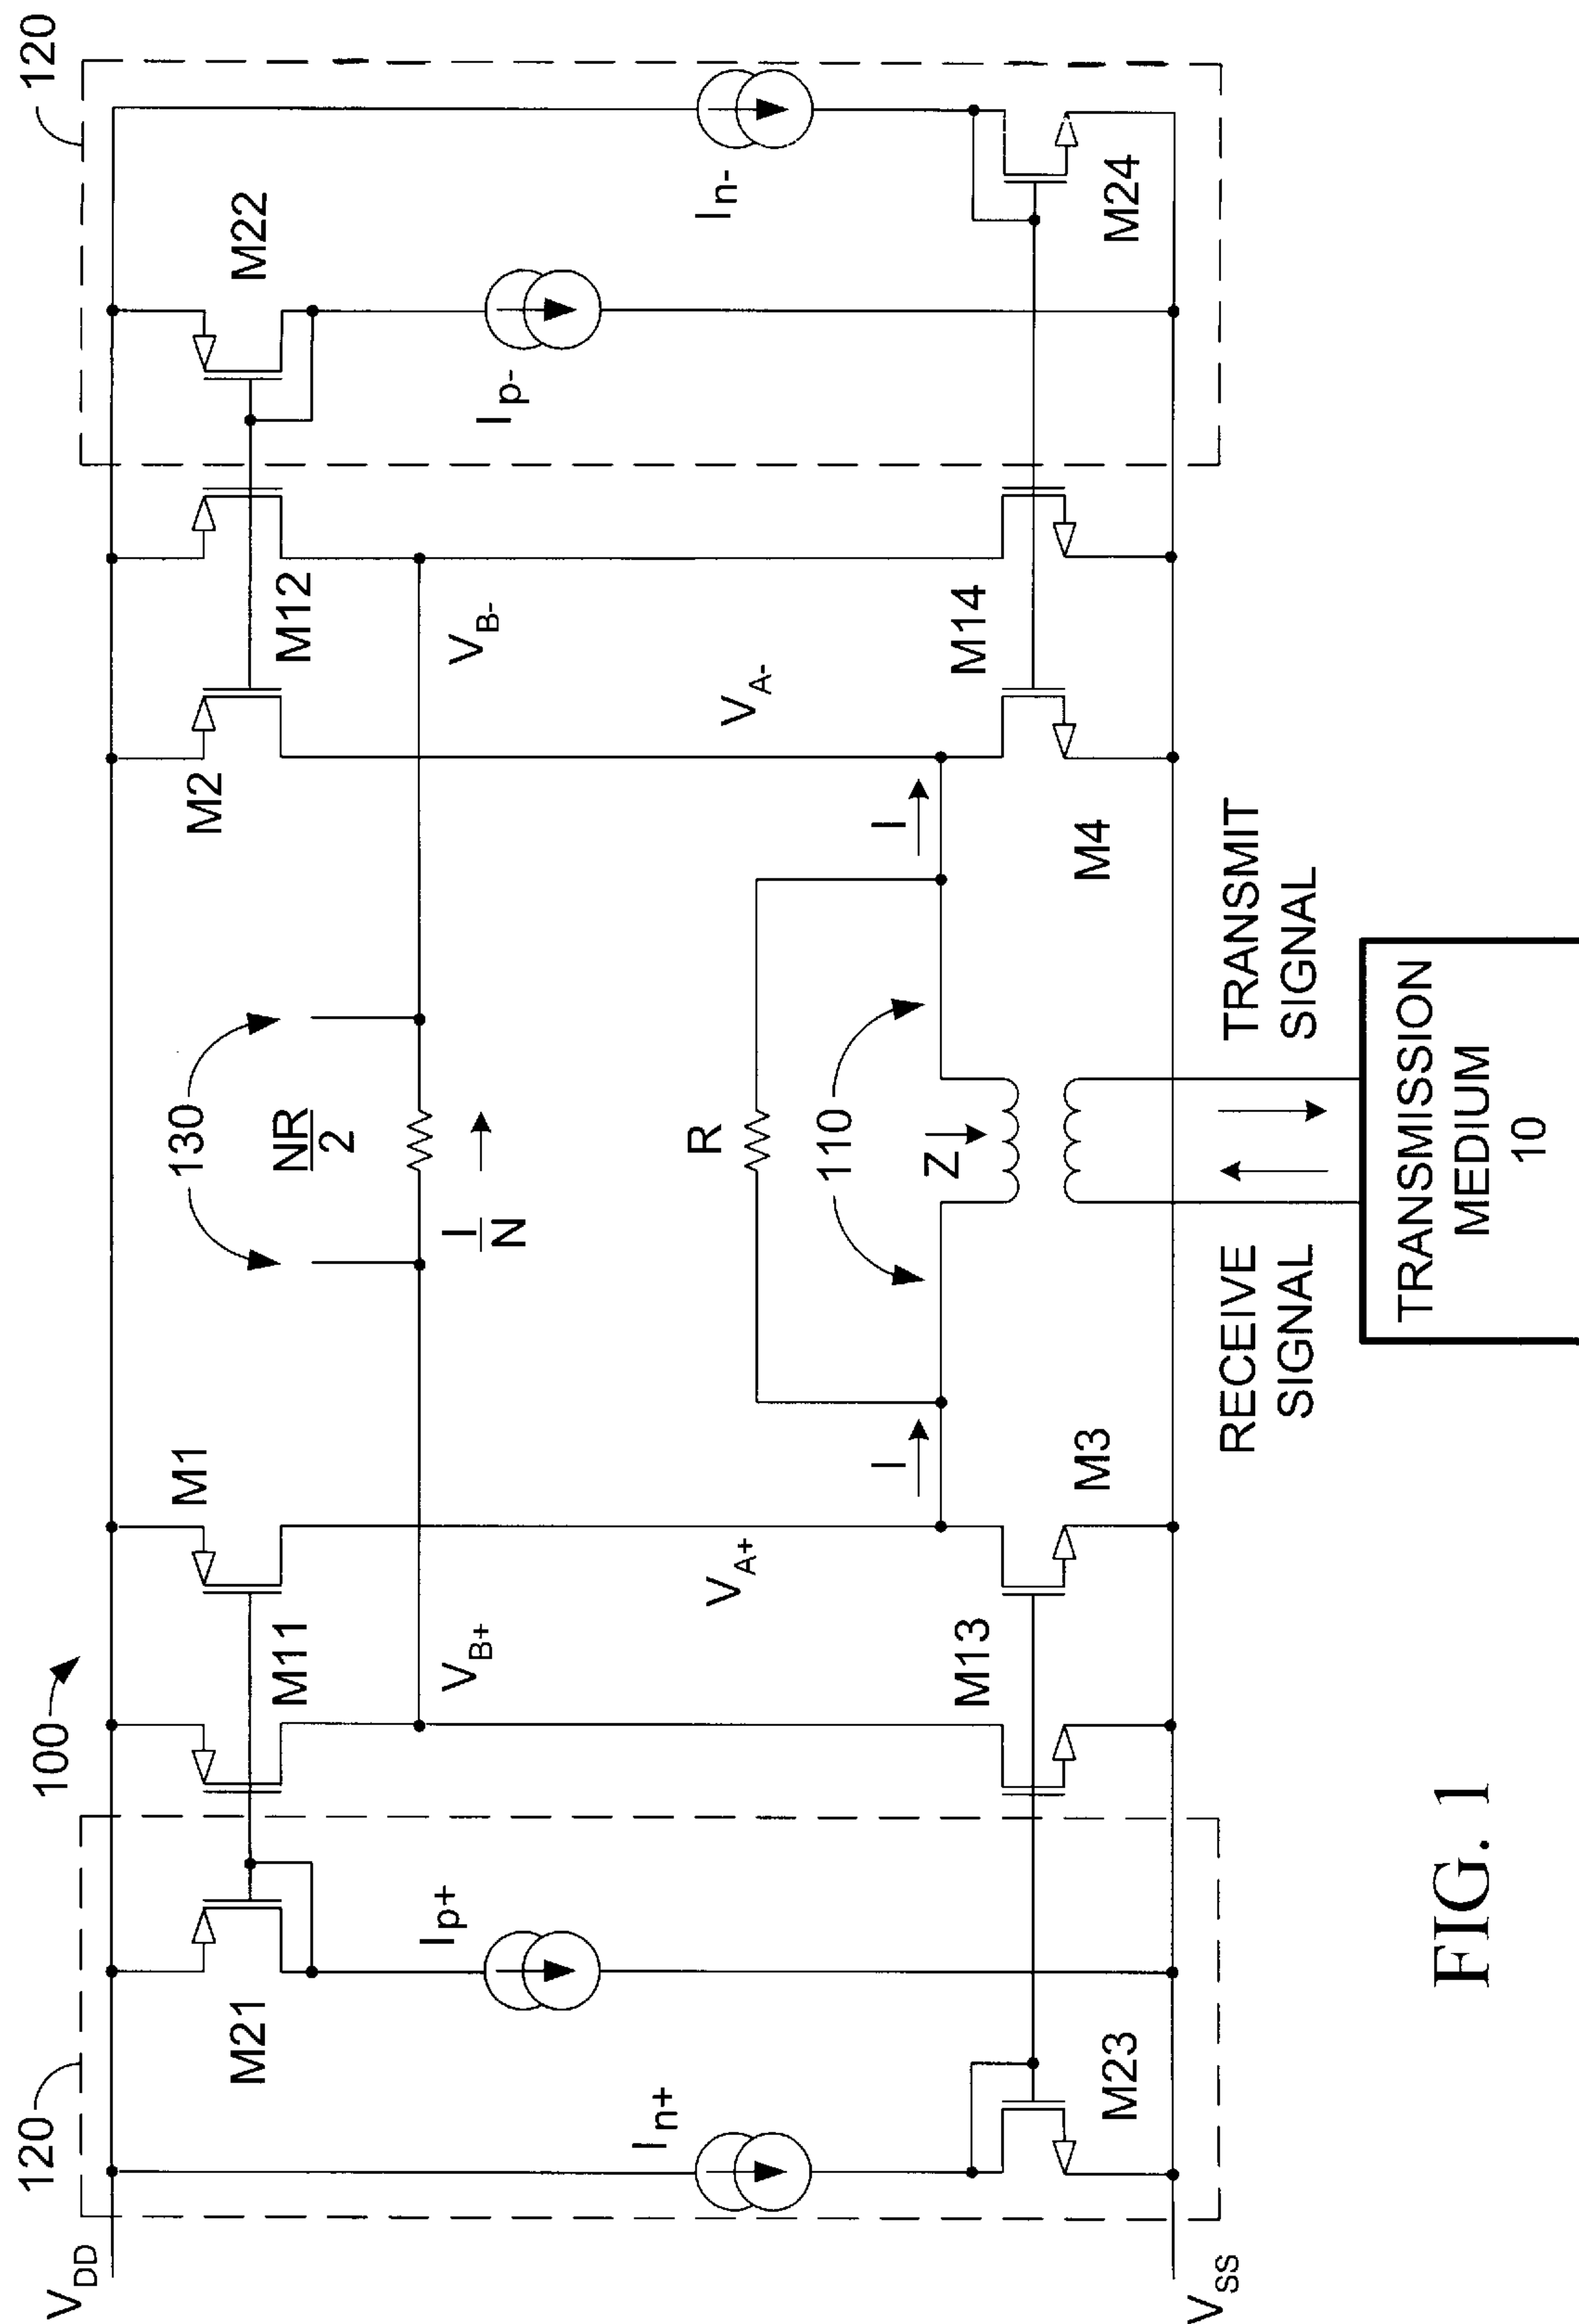 120
100
130
120
V_DD
M21
M11
M1
M2
M12
M22
NR
2
I
N
V_B+
V_B-
I_p+
I_p-
I_n+
I_n-
V_A+
V_A-
R
110
Z
I
I
M23
M13
M3
M4
M14
M24
V_SS
RECEIVE
SIGNAL
TRANSMIT
SIGNAL
TRANSMISSION
MEDIUM
10
FIG. 1